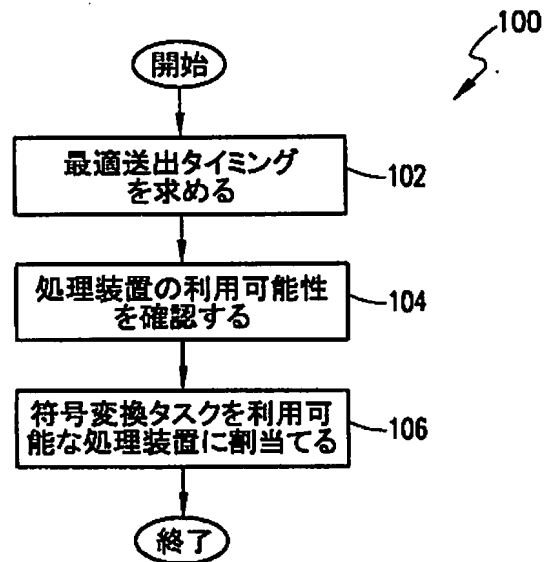 100
開始
最適送出タイミング
を求める
102
処理装置の利用可能性
を確認する
104
符号変換タスクを利用可
能な処理装置に割当てる
106
終了